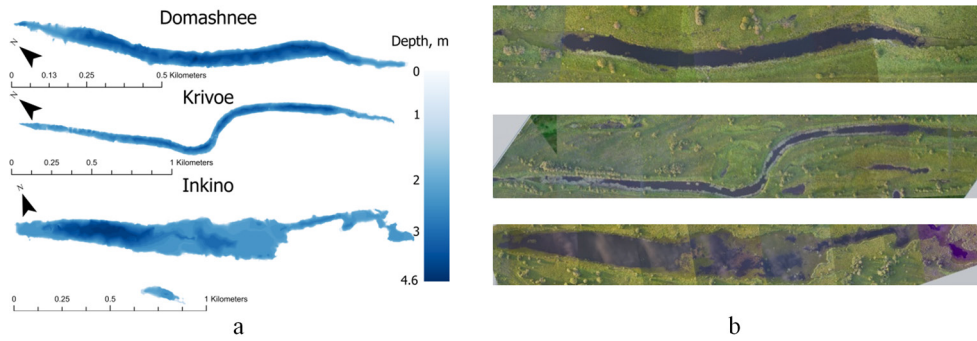 Domashnee
Depth, m
N
0 0.13 0.25 0.5 Kilometers
0
Krivoe
N
1
0 0.25 0.5 1 Kilometers
2
Inkino
N
3
4.6
0 0.25 0.5 1 Kilometers
a b